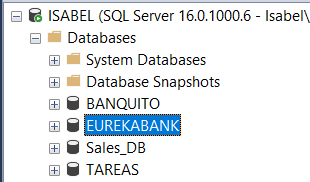 ISABEL (SQL Server 16.0.1000.6 - Isabel\
Databases
System Databases
Database Snapshots
BANQUITO
EUREKABANK
Sales_DB
TAREAS